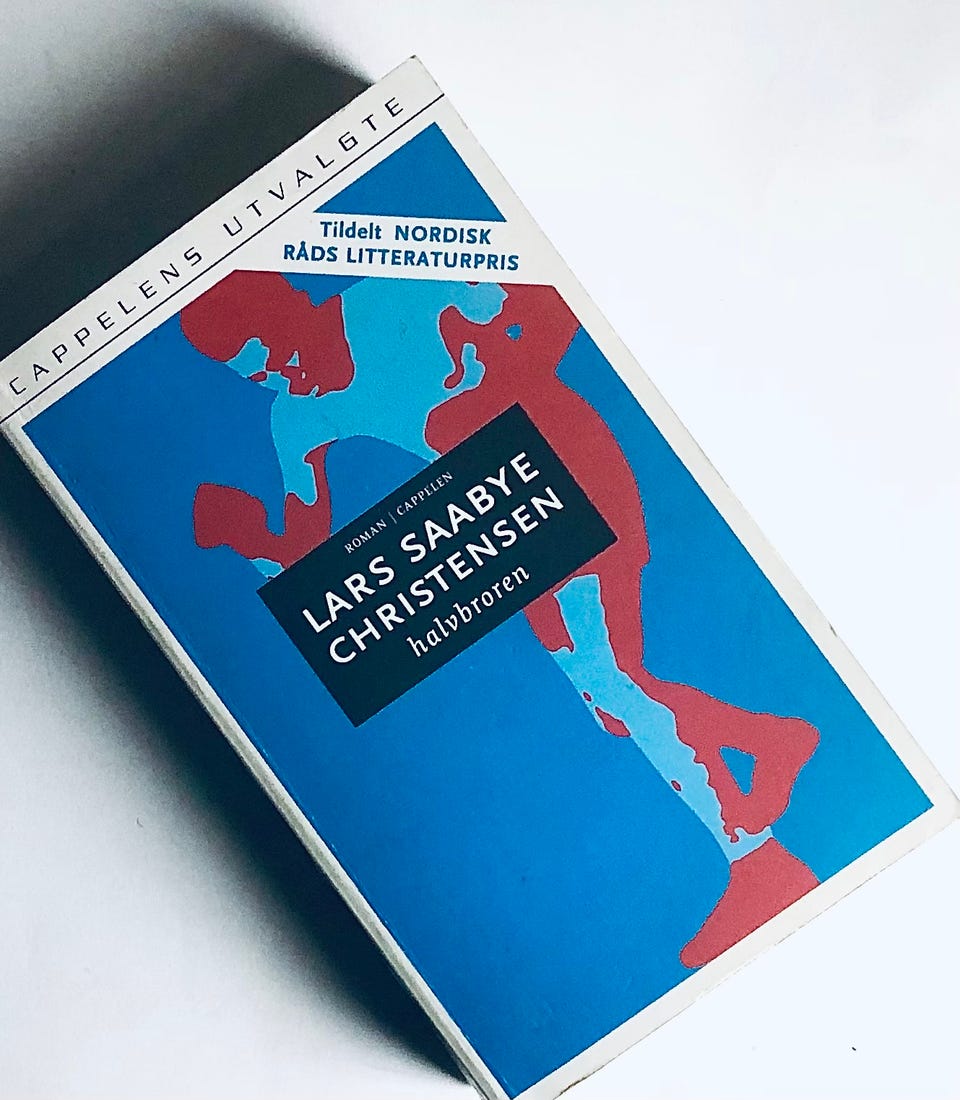 CAPPELENS UTVALGTE
Tildelt NORDISK
RÅDS LITTERATURPRIS
ROMAN | CAPPELEN
LARS SAABYE
CHRISTENSEN
halvbroren